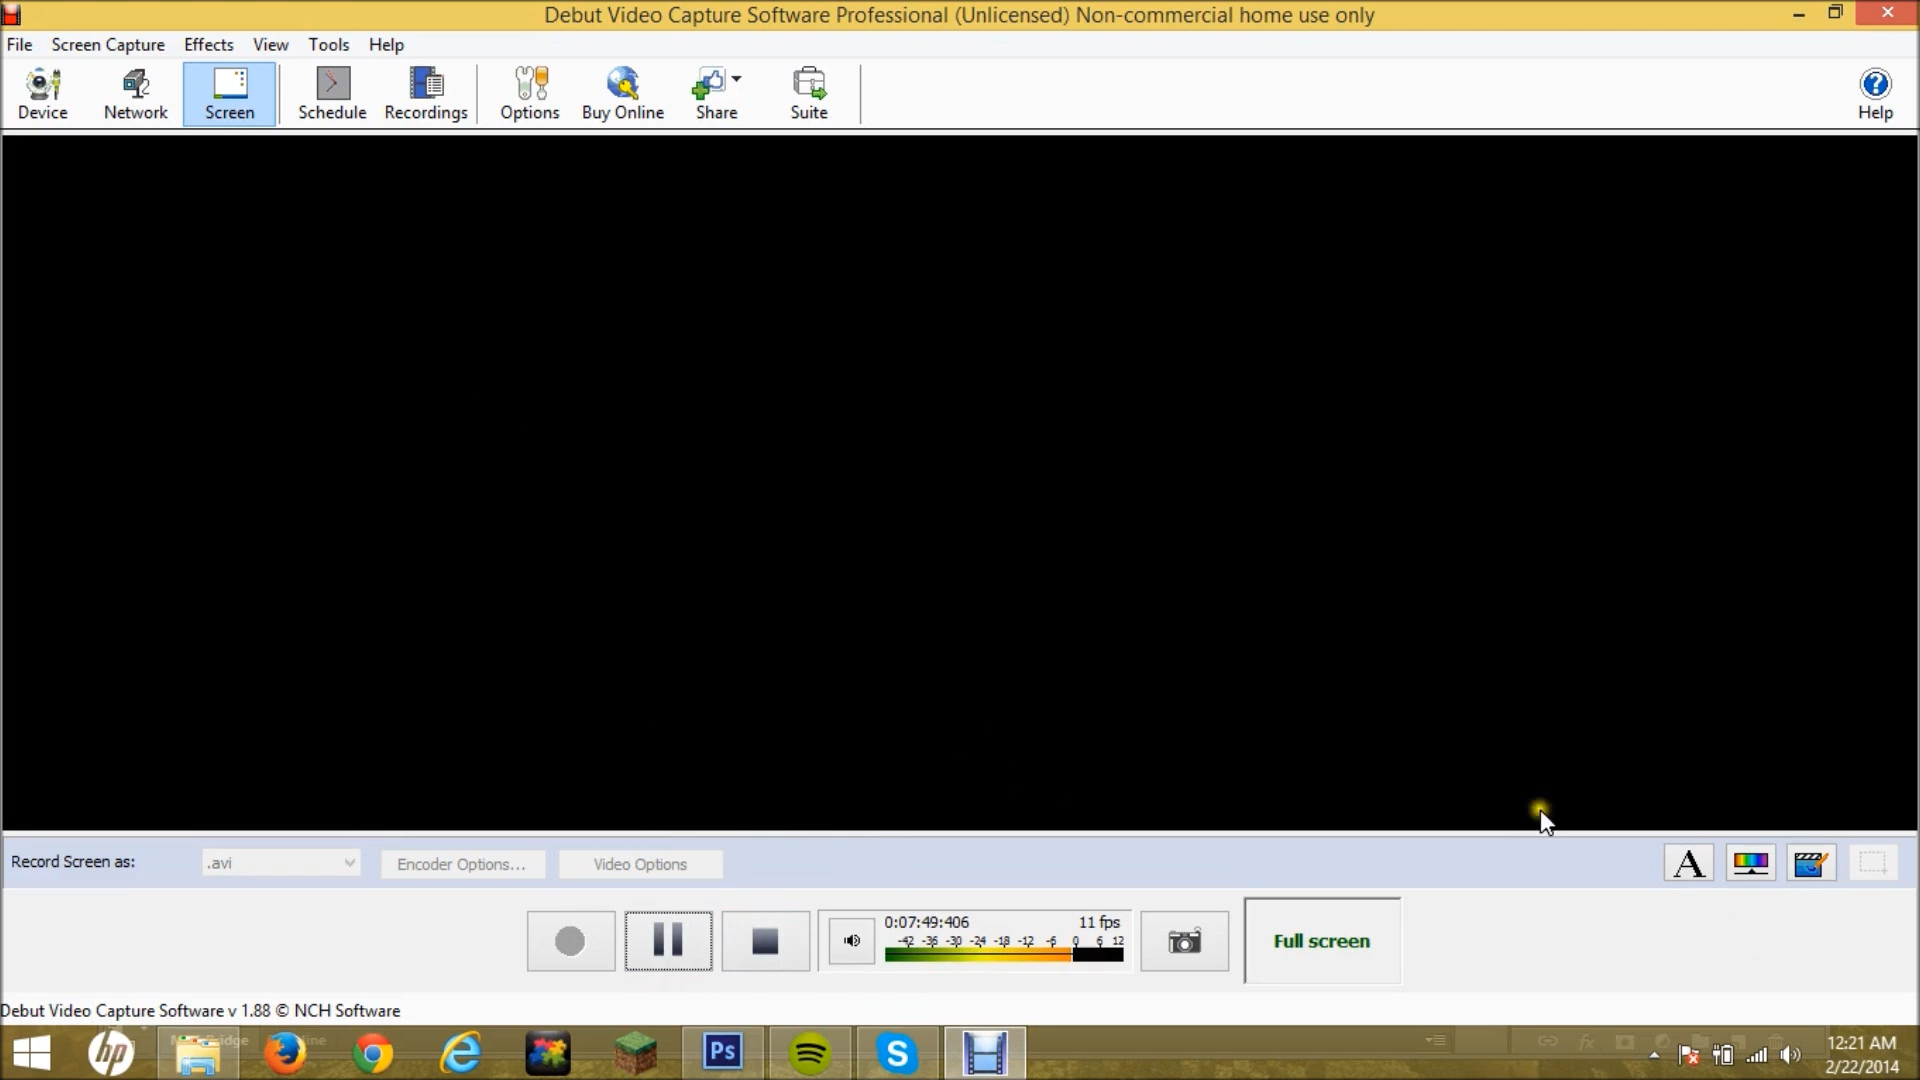 Debut Video Capture Software Professional (Unlicensed) Non-commercial home use only
File Screen Capture Effects View Tools Help
Device Network Screen Schedule Recordings Options Buy Online Share Suite Help
Record Screen as: .avi Encoder Options... Video Options A
0:07:49:406 11 fps
-42 -36 -30 -24 -18 -12 -6 0 6 12
Full screen
Debut Video Capture Software v 1.88 © NCH Software
hp Ps S
12:21 AM
2/22/2014